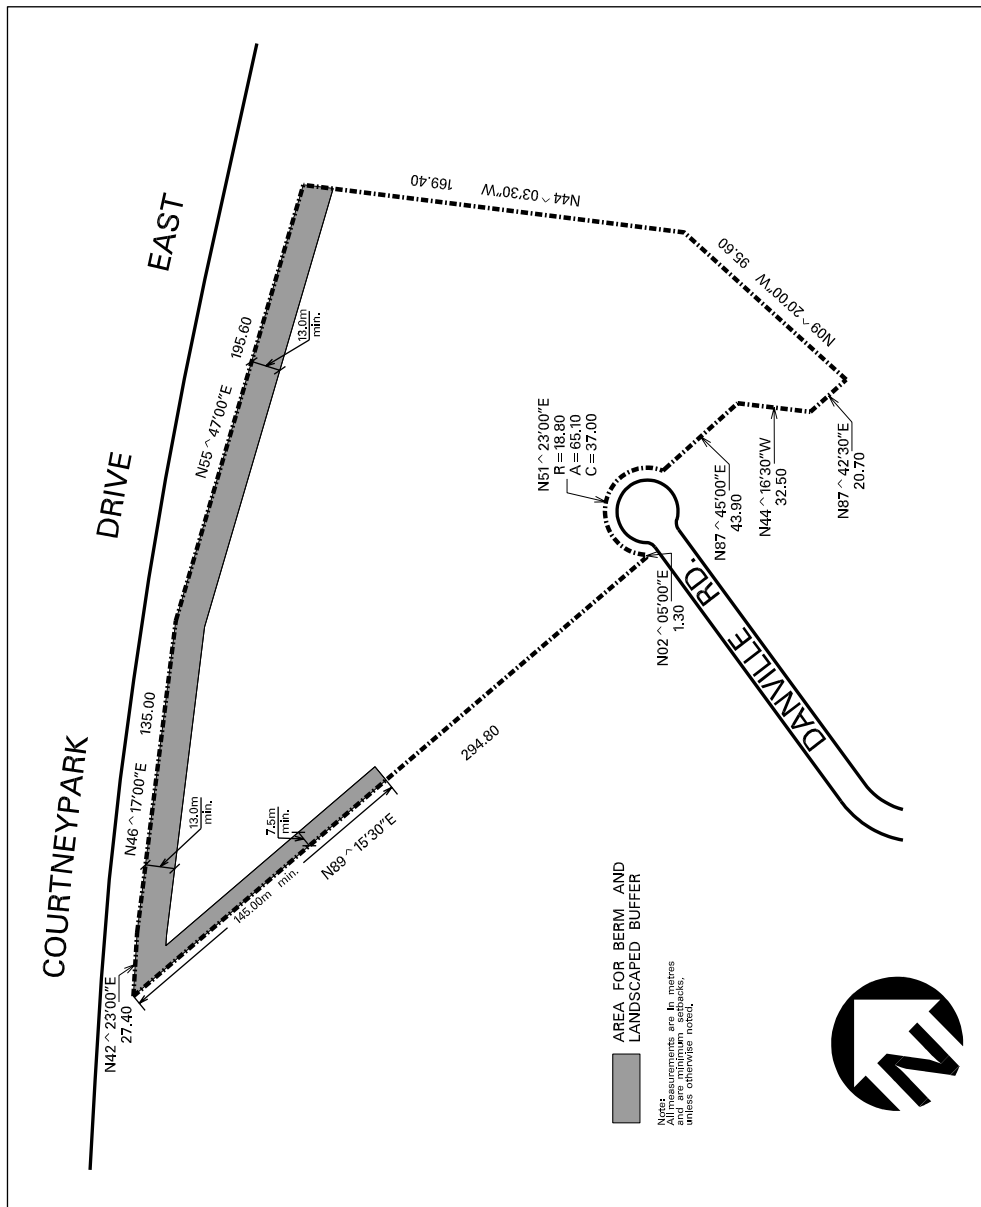 COURTNEYPARK DRIVE EAST
N42^23'00"E
27.40
N46^17'00"E
135.00
13.0m
min.
N55^47'00"E
195.60
13.0m
min.
169.40
N44^03'30"W
95.60
N09^20'00"W
N51^23'00"E
R=18.80
A=65.10
C=37.00
N87^45'00"E
43.90
N44^16'30"W
32.50
N87^42'30"E
20.70
N02^05'00"E
1.30
294.80
7.5m
min.
145.00m min.
N89^15'30"E
DANVILLE RD.
AREA FOR BERM AND
LANDSCAPED BUFFER
Note:
All measurements are in metres
and are minimum setbacks,
unless otherwise noted.
N